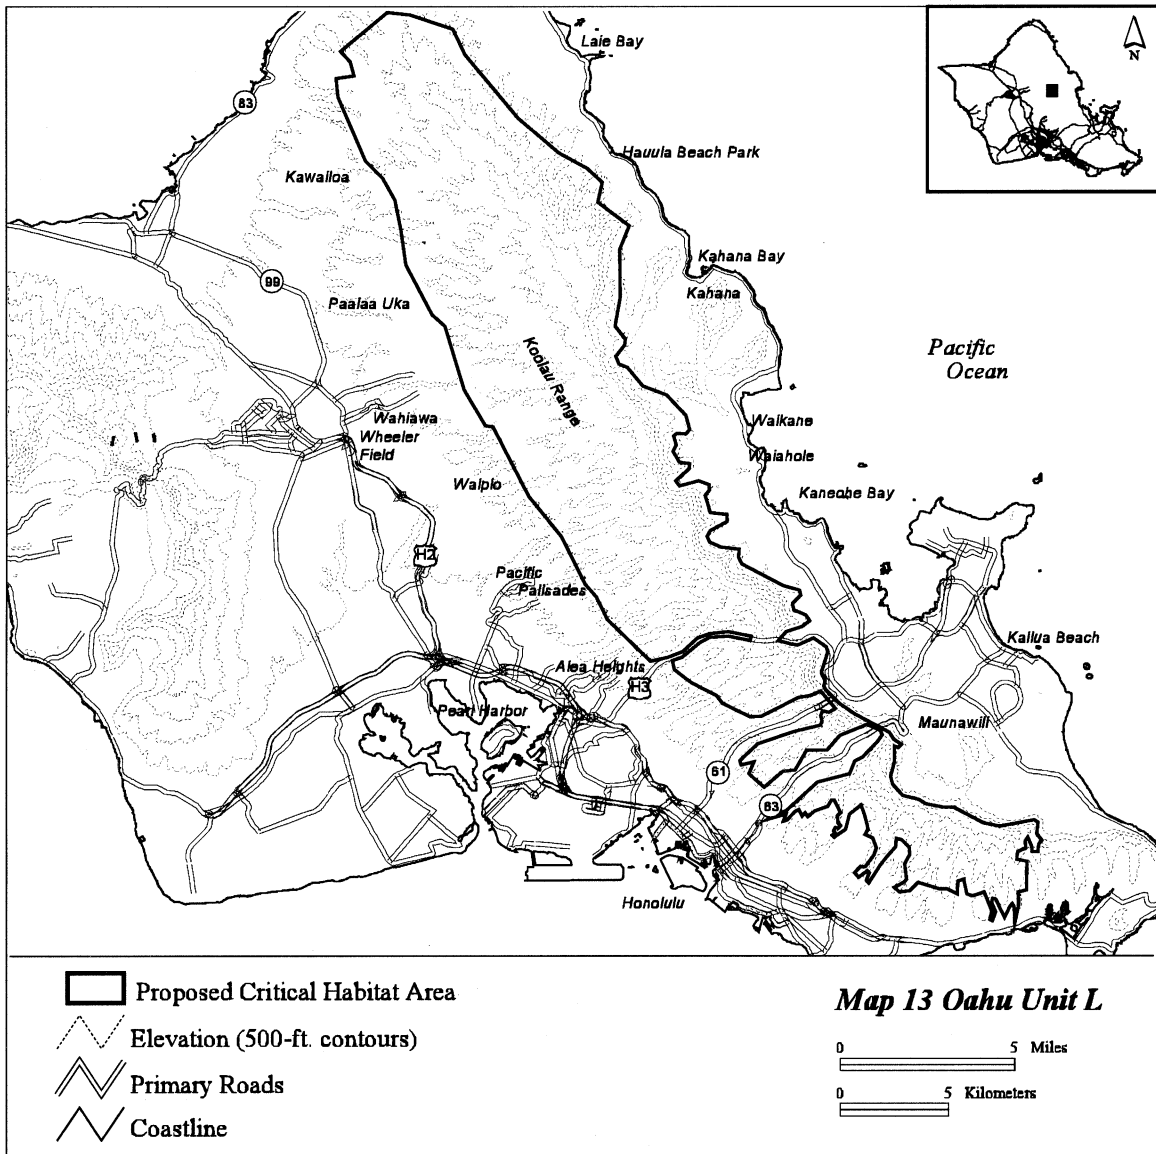 Laie Bay
N
83
Hauula Beach Park
Kawailoa
Kahana Bay
99
Kahana
Paalaa Uka
Pacific
Ocean
Koolau Range
Wahiawa
Waikane
Wheeler
Field
Waiahole
Waipio
Kaneohe Bay
H2
Pacific
Palisades
Kailua Beach
Aiea Heights
H3
Pearl Harbor
Maunawili
61
63
Honolulu
Proposed Critical Habitat Area
Elevation (500-ft. contours)
Primary Roads
Coastline
Map 13 Oahu Unit L
0 5 Miles
0 5 Kilometers